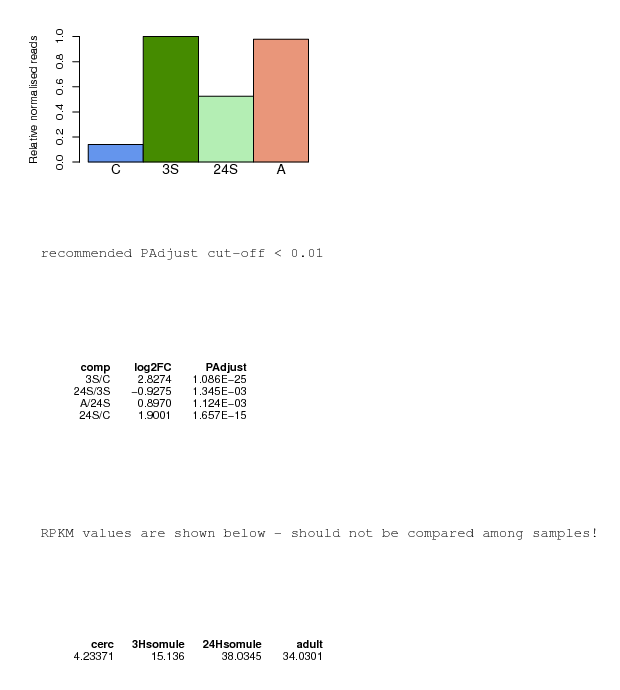 Relative normalised reads
1.0
0.8
0.6
0.4
0.2
0.0
C 3S 24S A
recommended PAdjust cut-off < 0.01
comp log2FC PAdjust
3S/C 2.8274 1.086E−25
24S/3S −0.9275 1.345E−03
A/24S 0.8970 1.124E−03
24S/C 1.9001 1.657E−15
RPKM values are shown below - should not be compared among samples!
cerc 3Hsomule 24Hsomule adult
4.23371 15.136 38.0345 34.0301